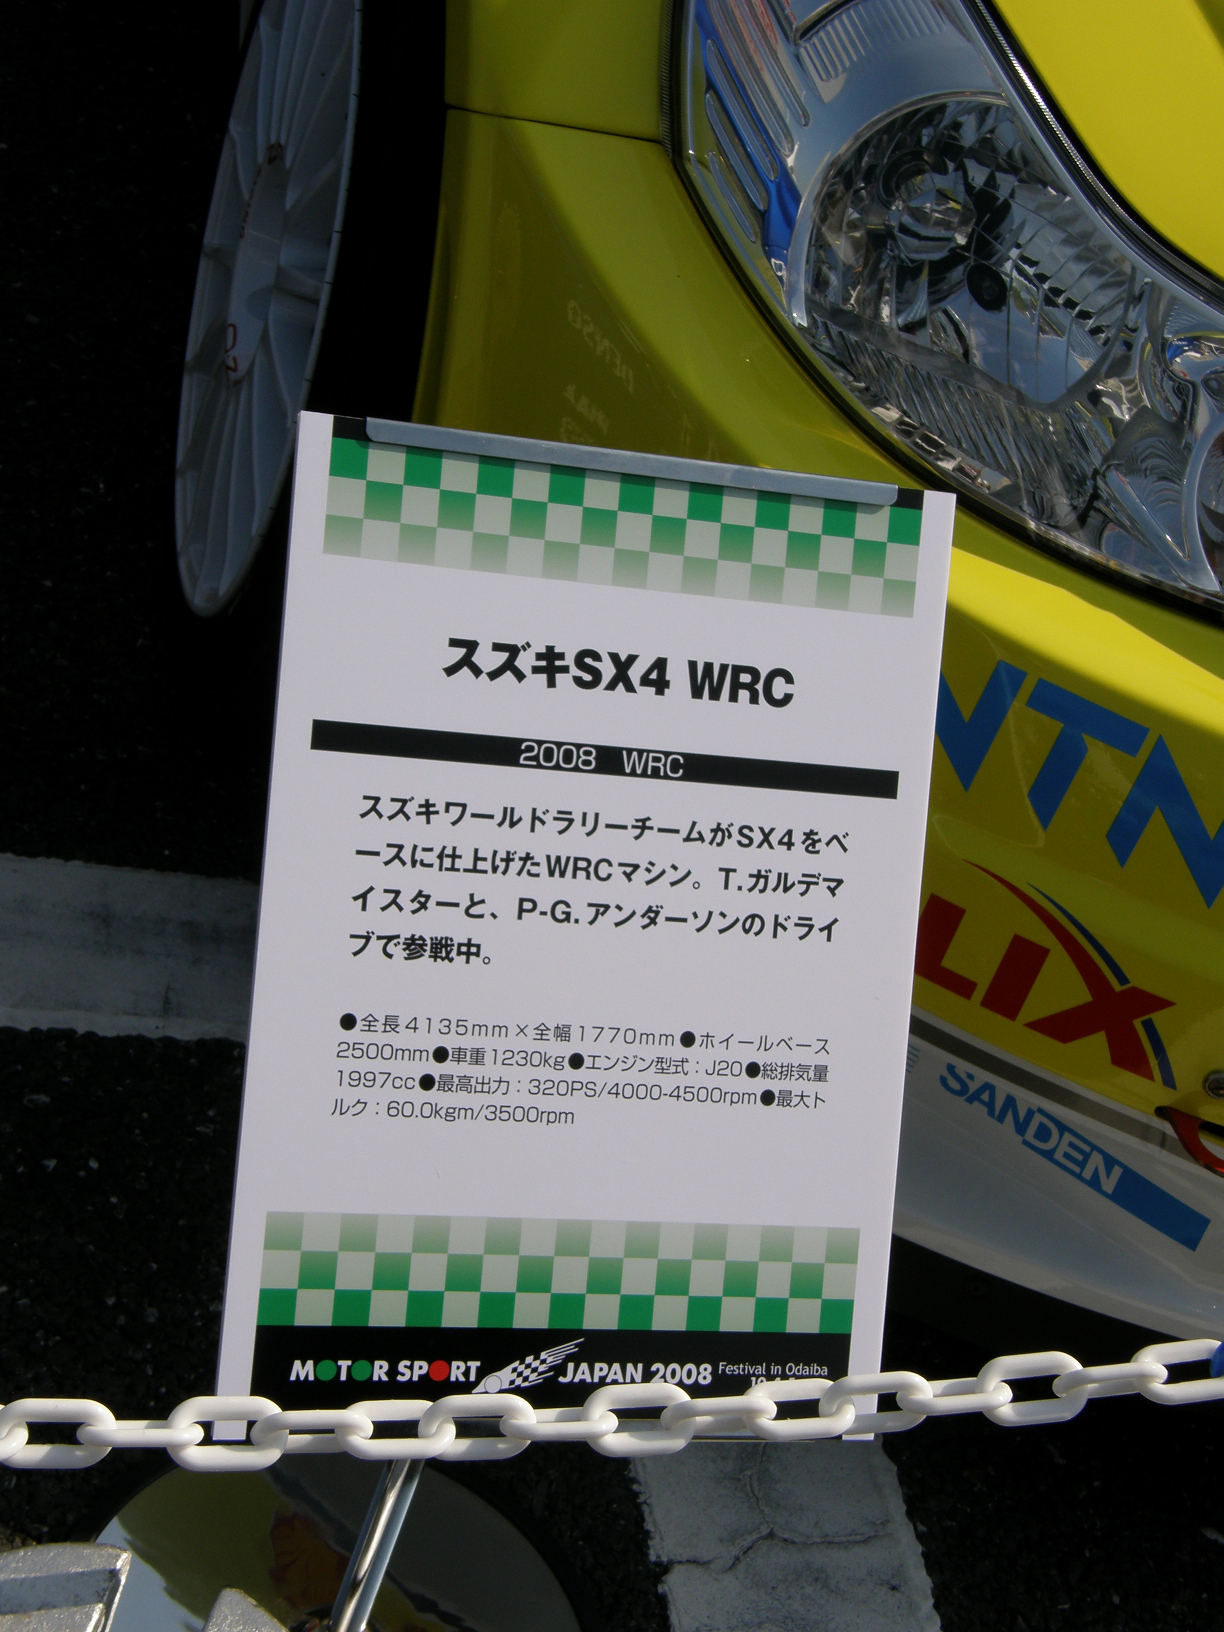 スズキSX4 WRC
2008 WRC
スズキワールドラリーチームがSX4をベ
ースに仕上げたWRCマシン。T.ガルデマ
イスターと、P-G.アンダーソンのドライ
ブで参戦中。
●全長4135mm×全幅1770mm●ホイールベース
2500mm●車重1230kg●エンジン型式：J20●総排気量
1997cc●最高出力：320PS/4000-4500rpm●最大ト
ルク：60.0kgm/3500rpm
MOTOR SPORT JAPAN 2008 Festival in Odaiba
NTN
LIX
SANDEN